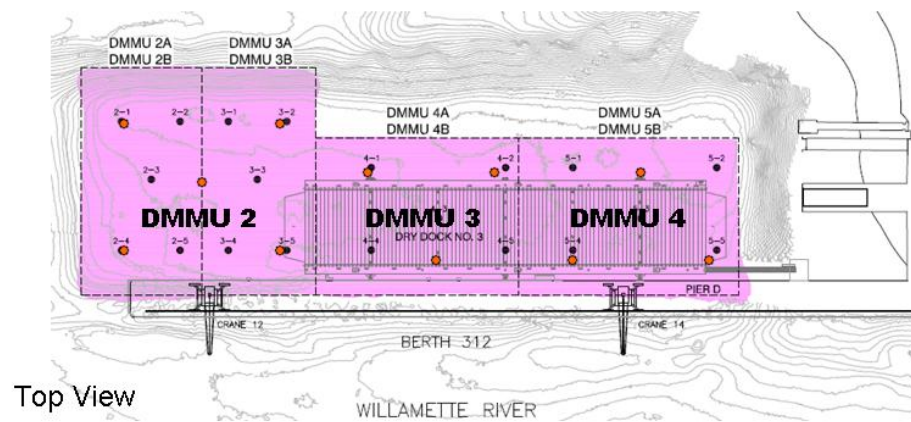 DMMU 2A DMMU 3A
DMMU 2B DMMU 3B
2-1 2-2 3-1 3-2
DMMU 4A DMMU 5A
DMMU 4B DMMU 5B
4-1 4-2 5-1 5-2
2-3 3-3
DMMU 2 DMMU 3 DMMU 4
DRY DOCK NO. 3
2-4 2-5 3-4 3-5 4-4 4-5 5-4 5-5
PIER D
CRANE 12 CRANE 14
BERTH 312
Top View
WILLAMETTE RIVER